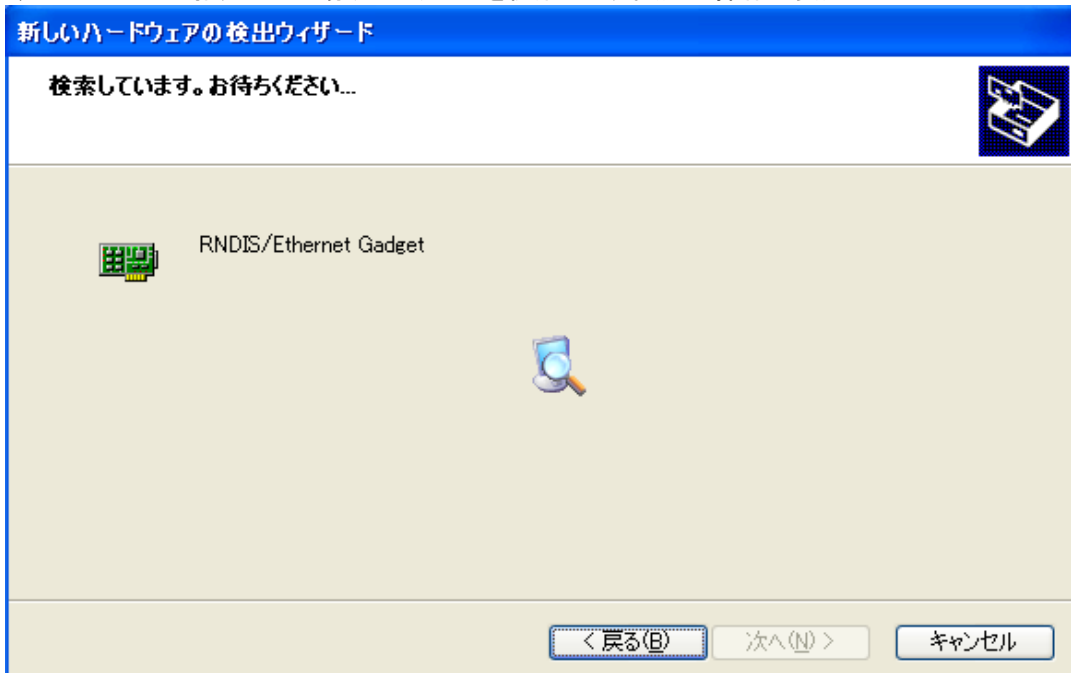 新しいハードウェアの検出ウィザード
検索しています。お待ちください...
RNDIS/Ethernet Gadget
< 戻る(B) 次へ(N) > キャンセル